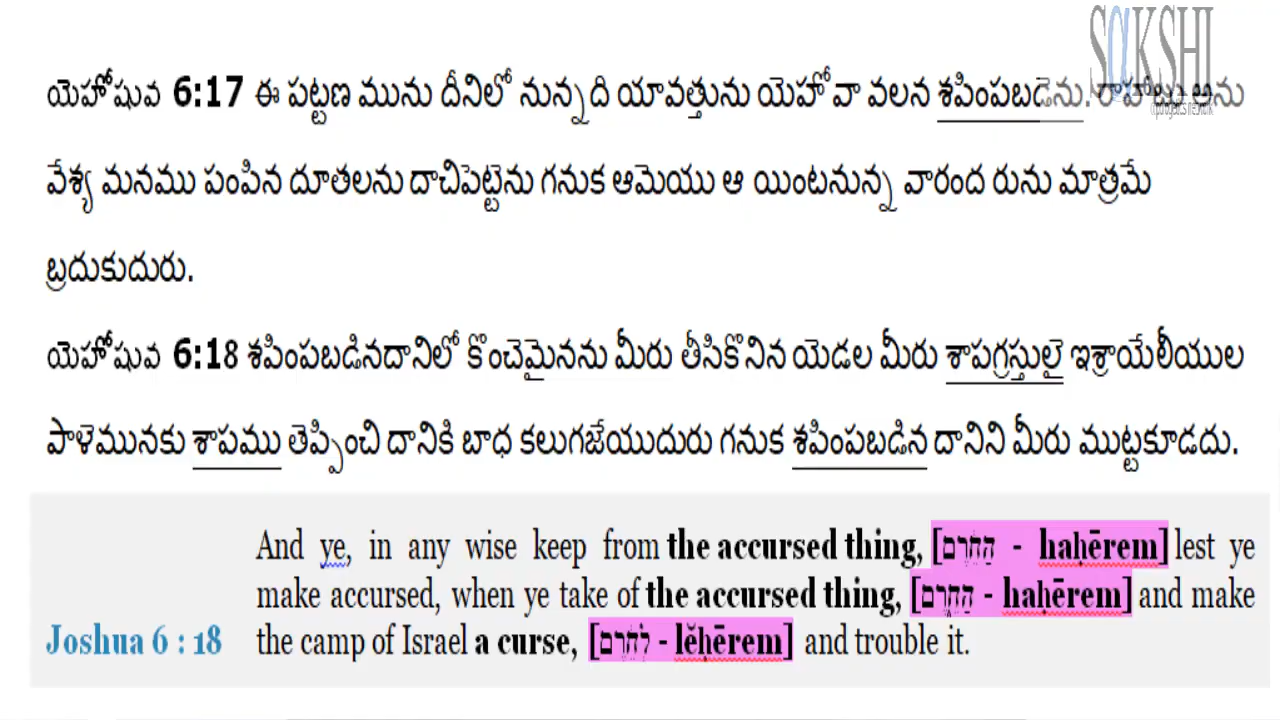 SAKSHI
apologetics network
యెహోషువ 6:17 ఈ పట్టణ మును దీనిలో నున్నది యావత్తును యెహోవా వలన శపింపబడెను. రాహాబు అను
వేశ్య మనము పంపిన దూతలను దాచిపెట్టెను గనుక ఆమెయు ఆ యింటనున్న వారంద రును మాత్రమే
బ్రదుకుదురు.
యెహోషువ 6:18 శపింపబడినదానిలో కొంచెమైనను మీరు తీసికొనిన యెడల మీరు శాపగ్రస్తులై ఇశ్రాయేలీయుల
పాళెమునకు శాపము తెప్పించి దానికి బాధ కలుగజేయుదురు గనుక శపింపబడిన దానిని మీరు ముట్టకూడదు.
And ye, in any wise keep from the accursed thing, [הַחֵרֶם - haḥērem] lest ye
make accursed, when ye take of the accursed thing, [הַחֵרֶם - haḥērem] and make
Joshua 6 : 18 the camp of Israel a curse, [לְחֵרֶם - lĕḥērem] and trouble it.